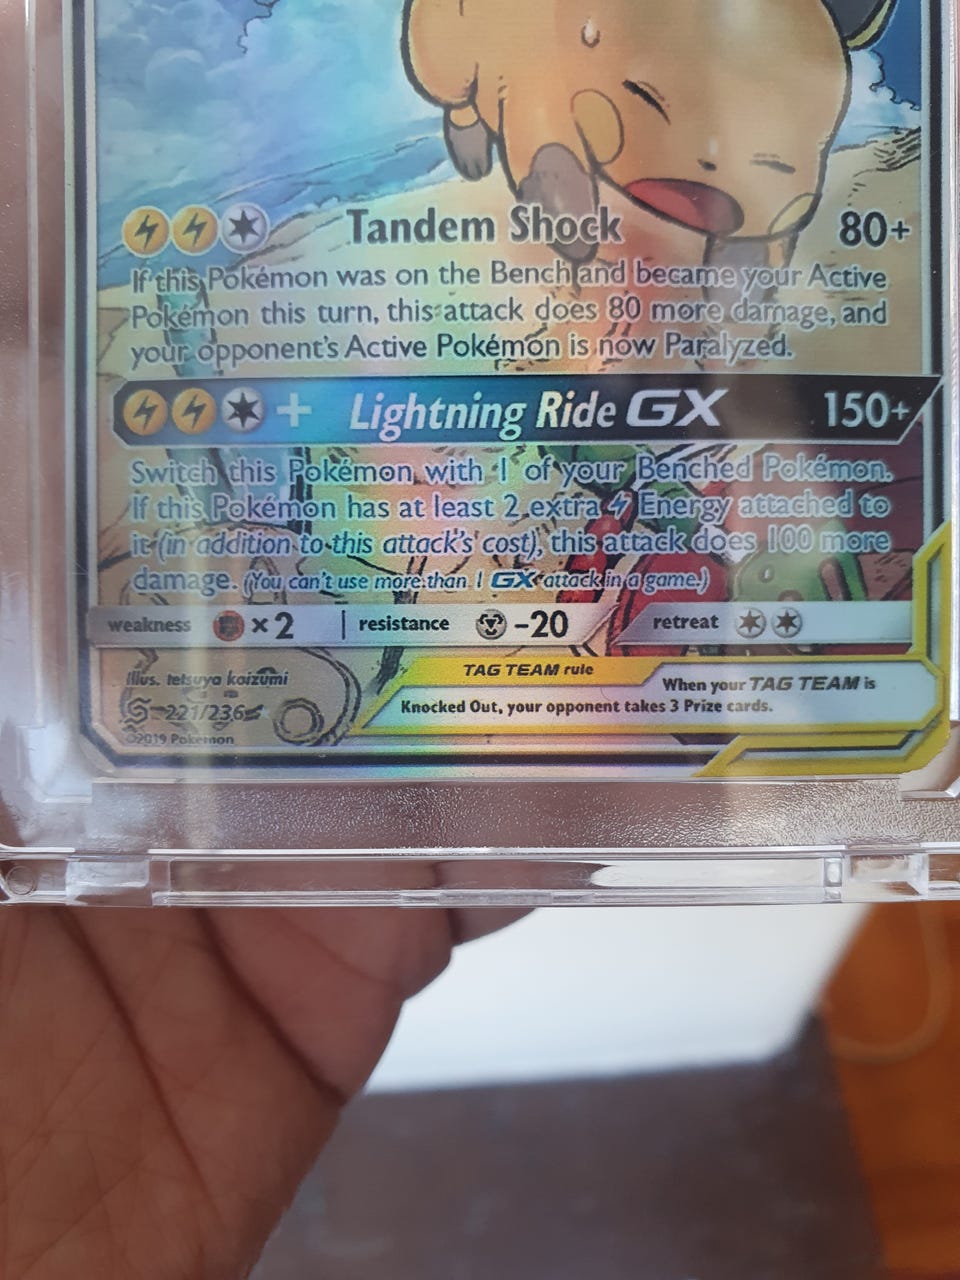 Tandem Shock 80+
If this Pokémon was on the Bench and became your Active
Pokémon this turn, this attack does 80 more damage, and
your opponent's Active Pokémon is now Paralyzed.
+ Lightning Ride GX 150+
Switch this Pokémon with 1 of your Benched Pokémon.
If this Pokémon has at least 2 extra Energy attached to
it (in addition to this attack's cost), this attack does 100 more
damage. (You can't use more than 1 GX attack in a game.)
weakness ×2 resistance -20 retreat
Illus. tetsuya koizumi
221/236
©2019 Pokémon
TAG TEAM rule
When your TAG TEAM is
Knocked Out, your opponent takes 3 Prize cards.